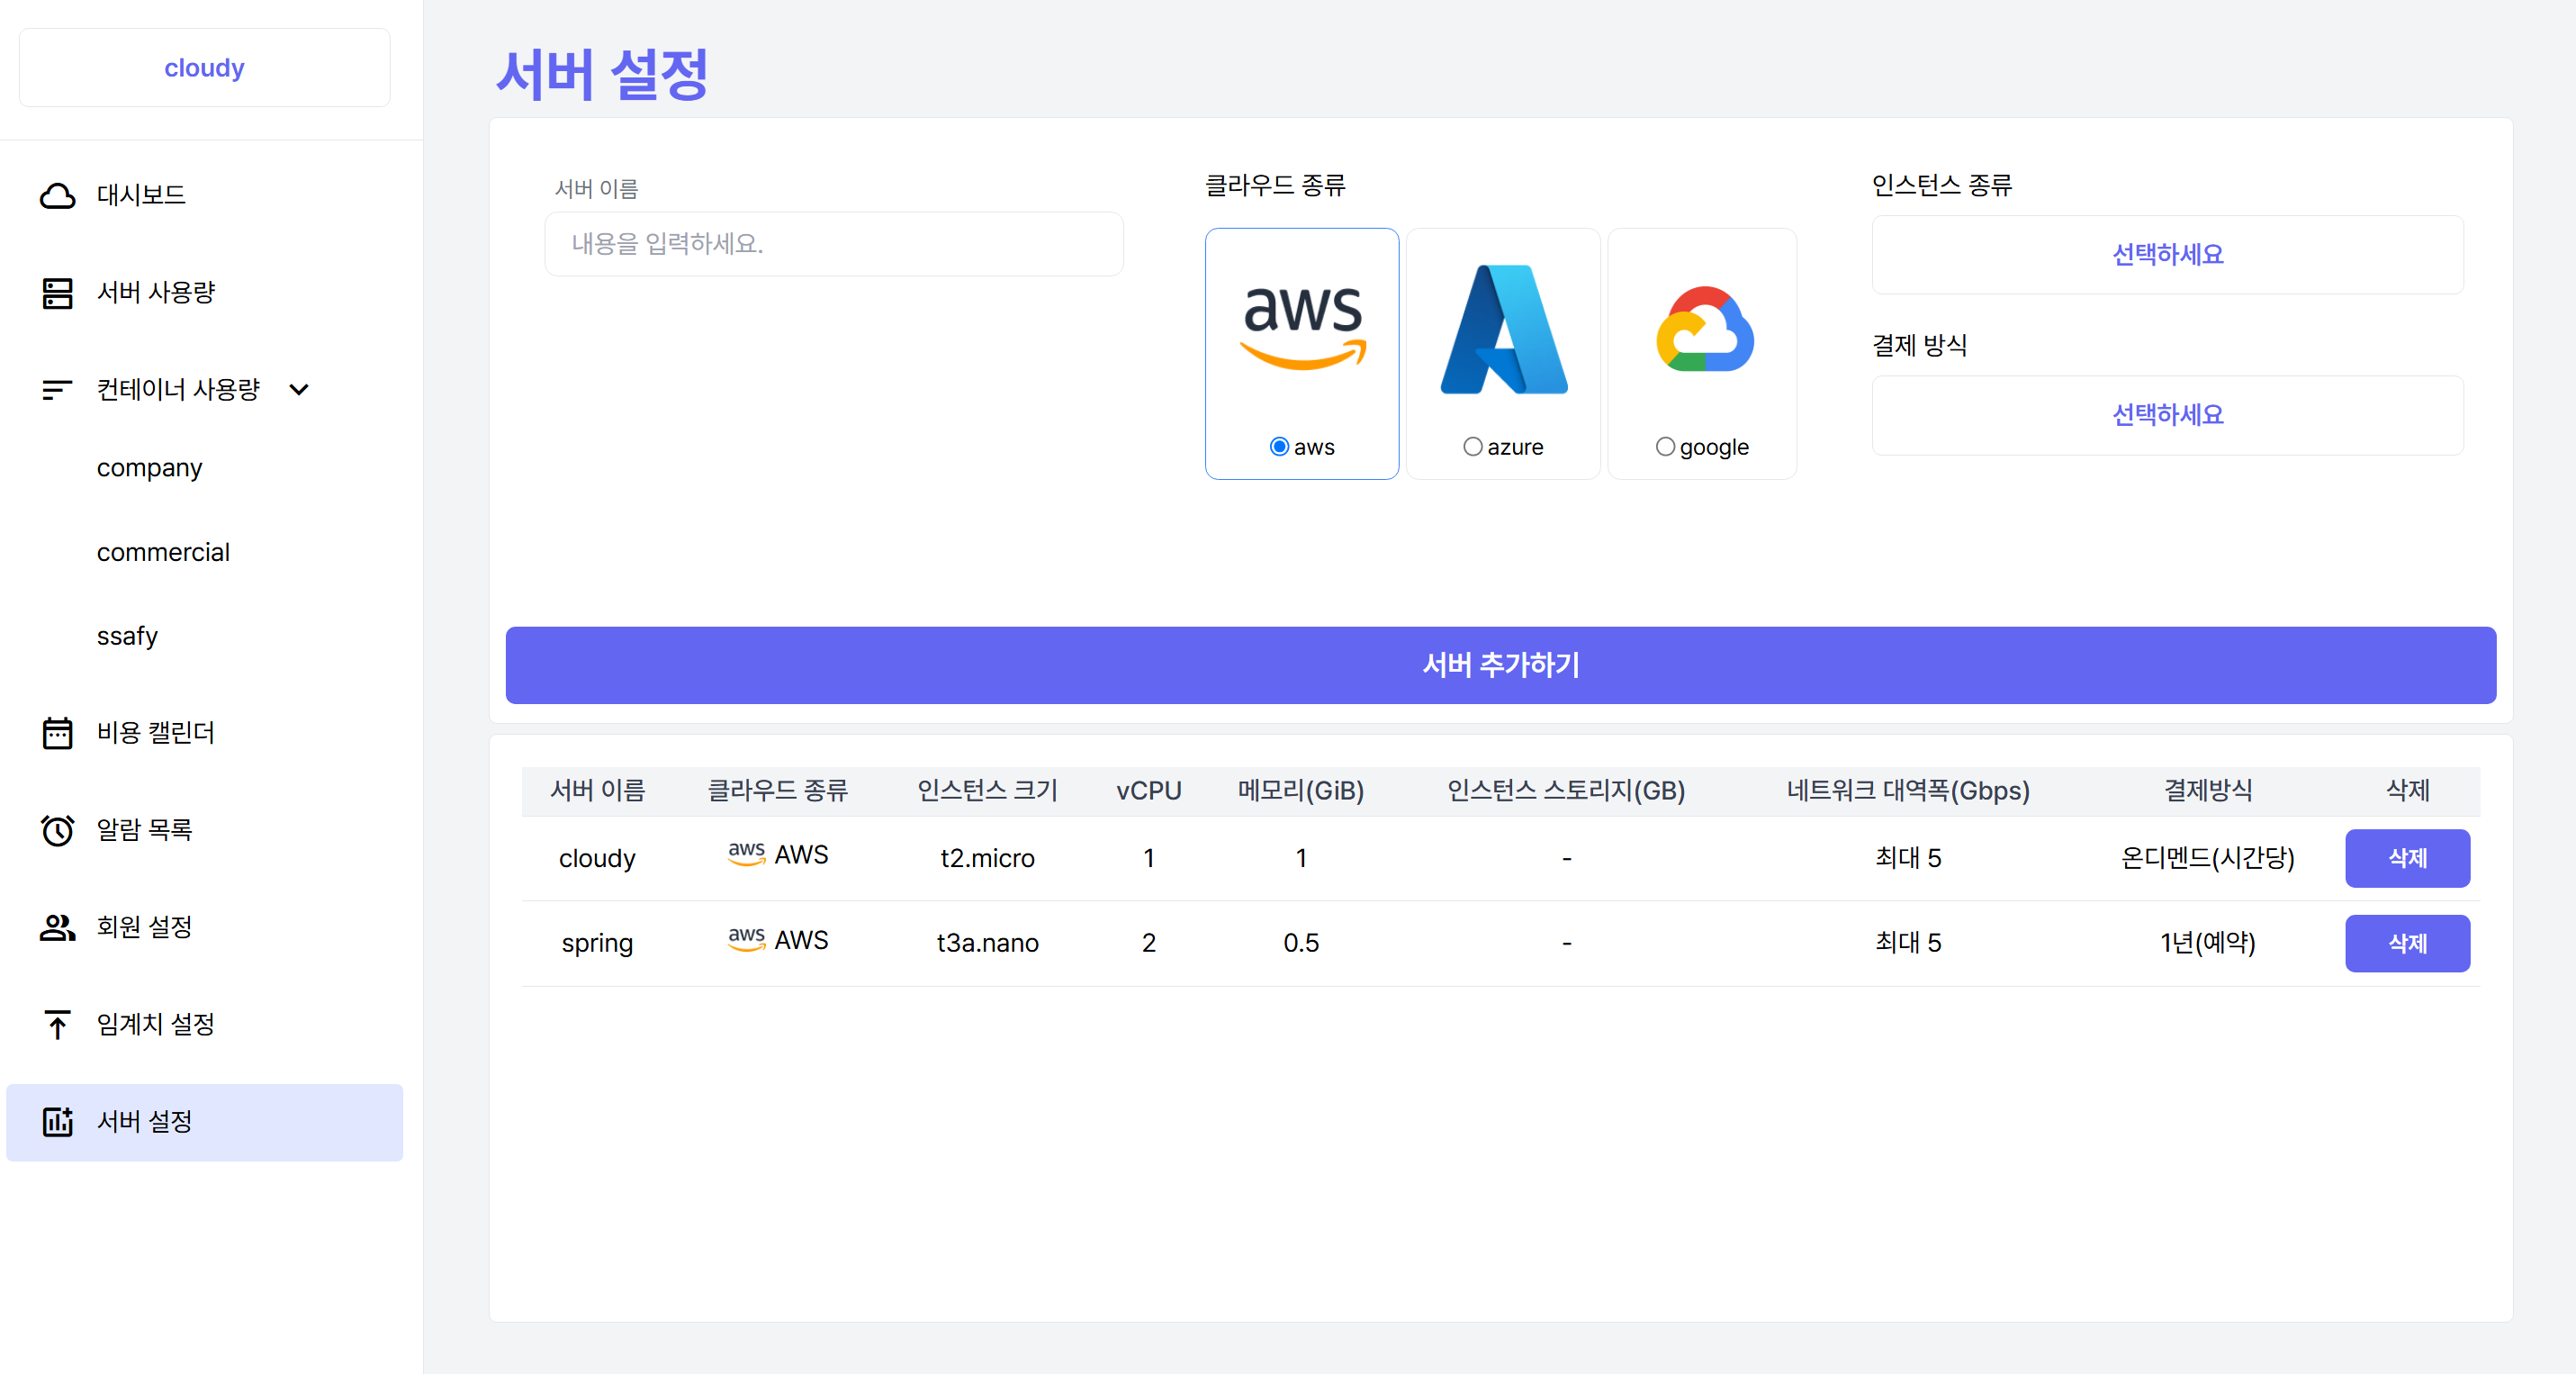 cloudy
대시보드
서버 사용량
컨테이너 사용량
company
commercial
ssafy
비용 캘린더
알람 목록
회원 설정
임계치 설정
서버 설정
서버 설정
서버 이름
내용을 입력하세요.
클라우드 종류
aws
aws
azure
google
인스턴스 종류
선택하세요
결제 방식
선택하세요
서버 추가하기
서버 이름 클라우드 종류 인스턴스 크기 vCPU 메모리(GiB) 인스턴스 스토리지(GB) 네트워크 대역폭(Gbps) 결제방식 삭제
cloudy aws AWS t2.micro 1 1 - 최대 5 온디멘드(시간당) 삭제
spring aws AWS t3a.nano 2 0.5 - 최대 5 1년(예약) 삭제